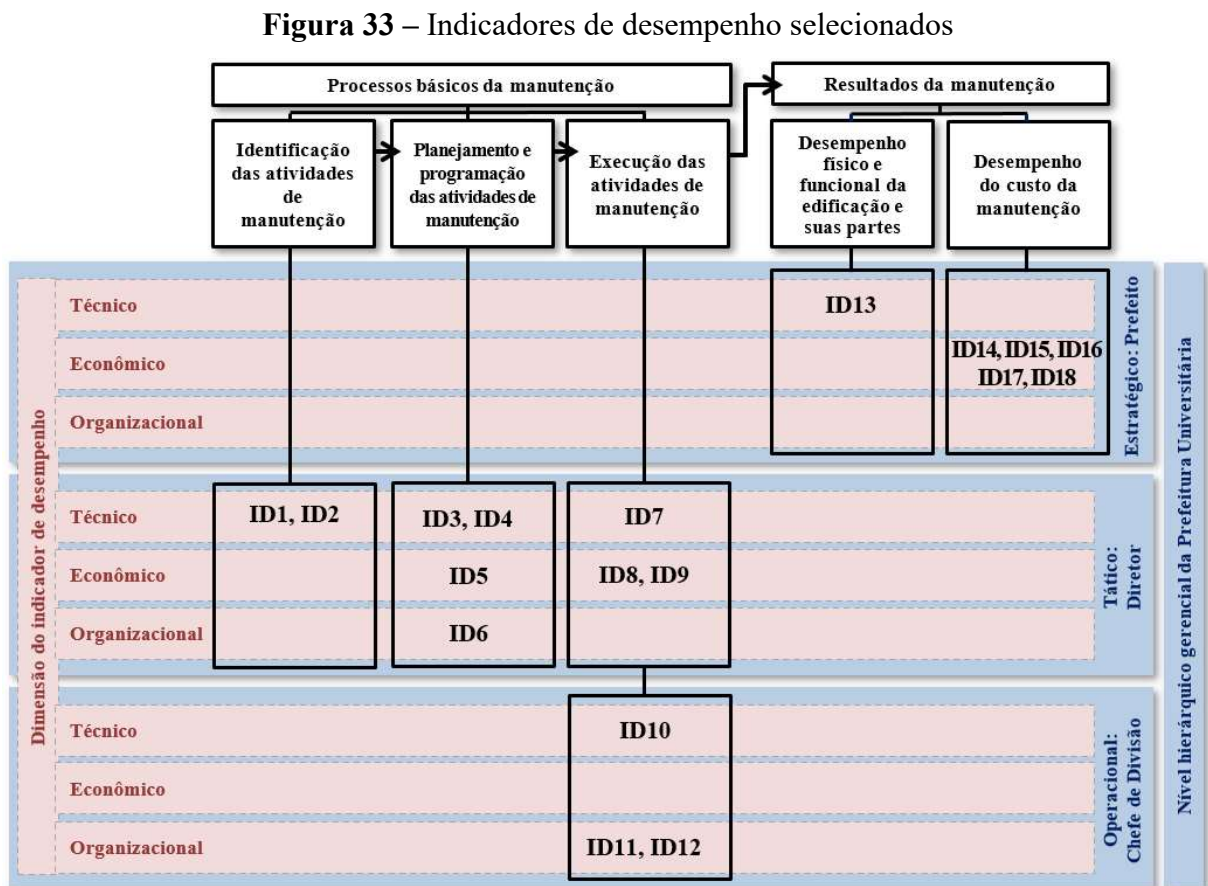 Figura 33 – Indicadores de desempenho selecionados
Processos básicos da manutenção
Resultados da manutenção
Identificação
das atividades
de
manutenção
Planejamento e
programação
das atividades de
manutenção
Execução das
atividades de
manutenção
Desempenho
físico e
funcional da
edificação e
suas partes
Desempenho
do custo da
manutenção
Dimensão do indicador de desempenho
Nível hierárquico gerencial da Prefeitura Universitária
Estratégico: Prefeito
Técnico
ID13
Econômico
ID14, ID15, ID16
ID17, ID18
Organizacional
Tático:
Diretor
Técnico
ID1, ID2
ID3, ID4
ID7
Econômico
ID5
ID8, ID9
Organizacional
ID6
Operacional:
Chefe de Divisão
Técnico
ID10
Econômico
Organizacional
ID11, ID12